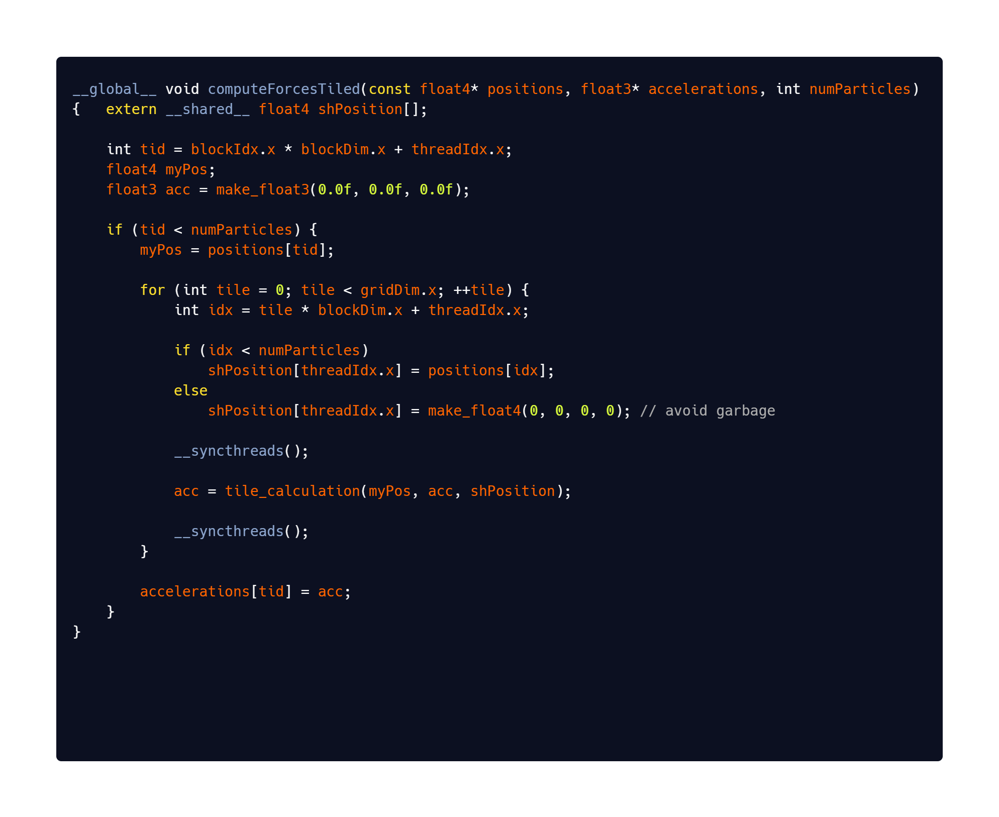 __global__ void computeForcesTiled(const float4* positions, float3* accelerations, int numParticles)
{   extern __shared__ float4 shPosition[];

    int tid = blockIdx.x * blockDim.x + threadIdx.x;
    float4 myPos;
    float3 acc = make_float3(0.0f, 0.0f, 0.0f);

    if (tid < numParticles) {
        myPos = positions[tid];

        for (int tile = 0; tile < gridDim.x; ++tile) {
            int idx = tile * blockDim.x + threadIdx.x;

            if (idx < numParticles)
                shPosition[threadIdx.x] = positions[idx];
            else
                shPosition[threadIdx.x] = make_float4(0, 0, 0, 0); // avoid garbage

            __syncthreads();

            acc = tile_calculation(myPos, acc, shPosition);

            __syncthreads();
        }

        accelerations[tid] = acc;
    }
}